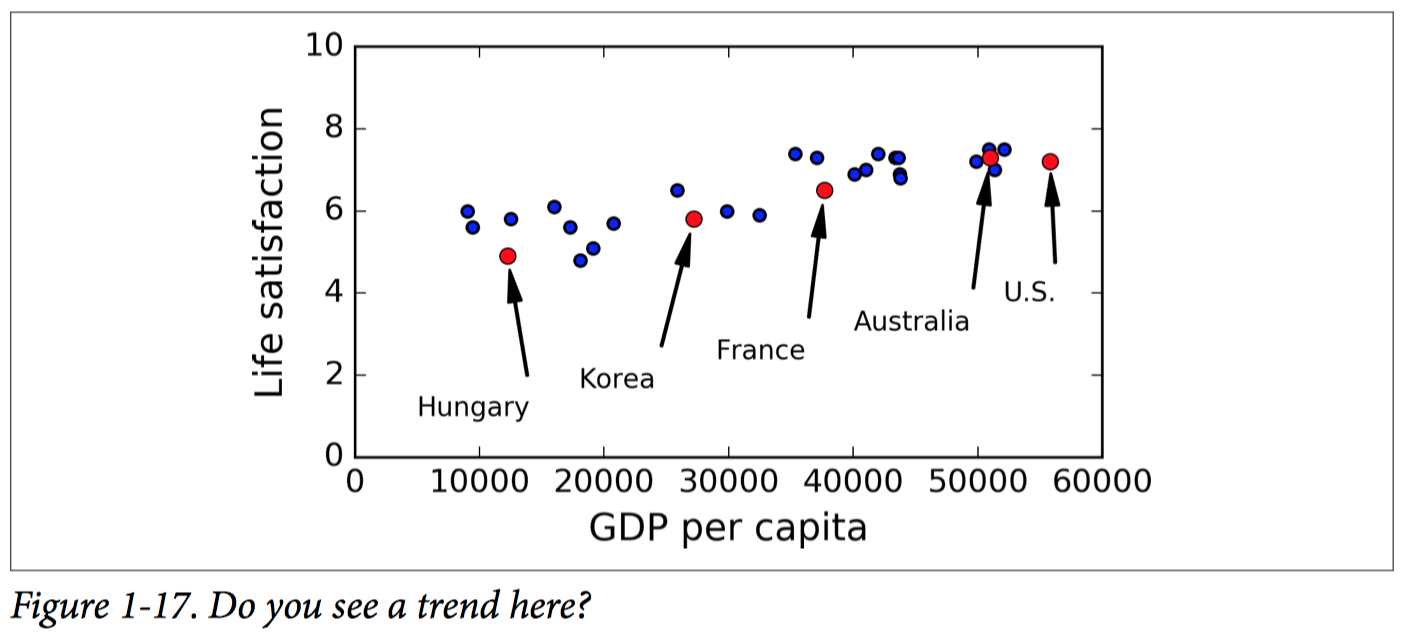 10
8
6
4
2
0
Life satisfaction
Hungary
Korea
France
Australia
U.S.
0 10000 20000 30000 40000 50000 60000
GDP per capita
Figure 1-17. Do you see a trend here?